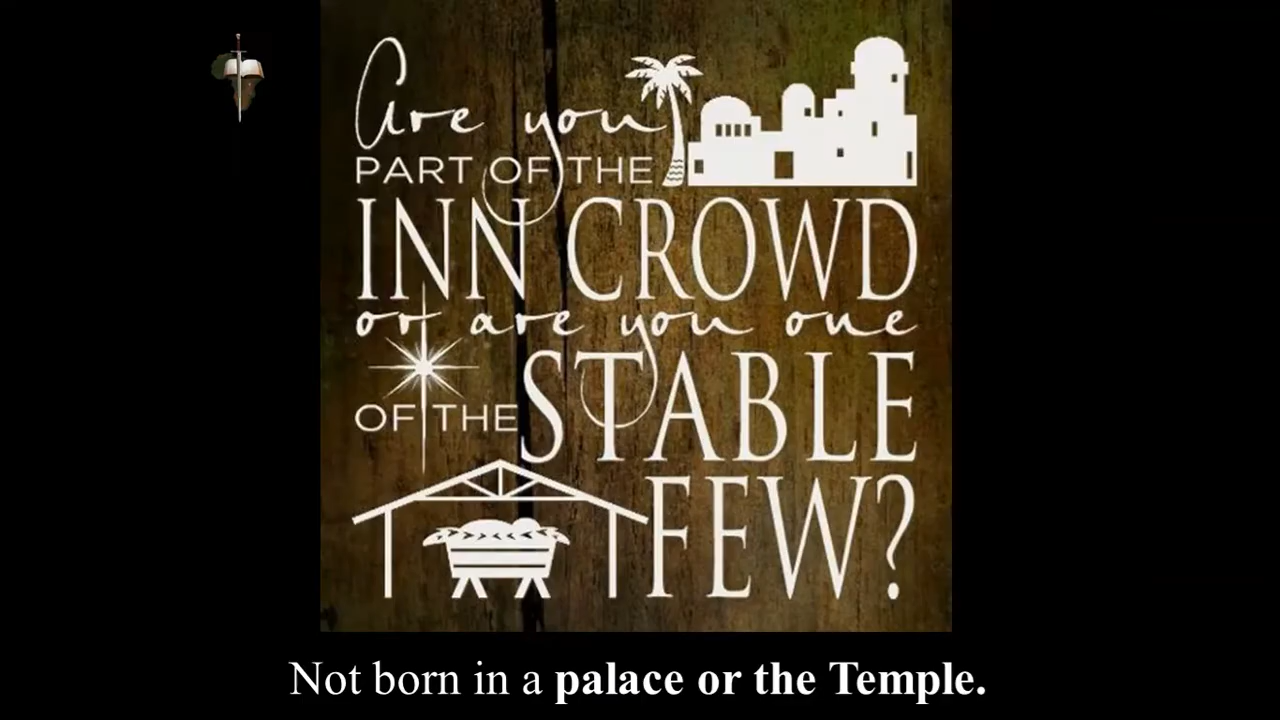 Are you
PART OF THE
INN CROWD
or are you one
OF THE STABLE
FEW?
Not born in a palace or the Temple.